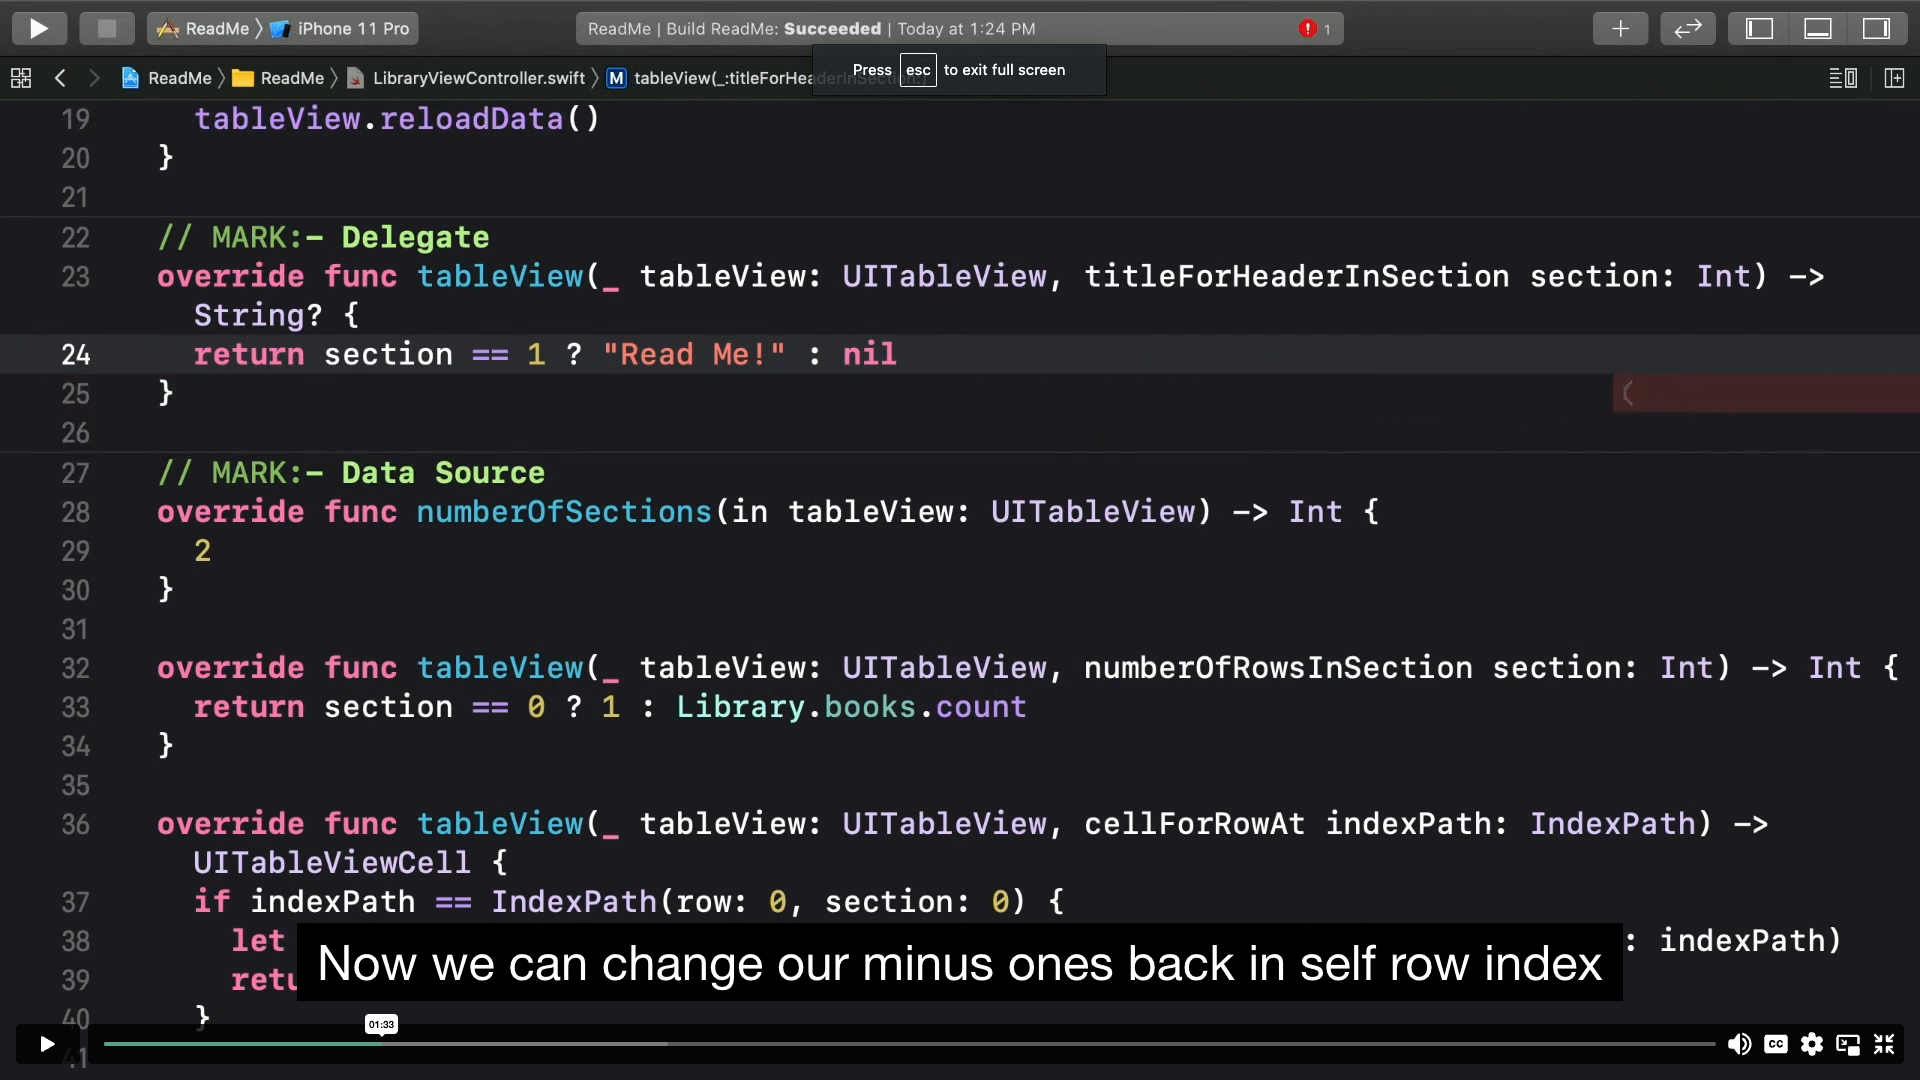 ReadMe 〉 iPhone 11 Pro
ReadMe | Build ReadMe: Succeeded | Today at 1:24 PM
1
Press esc to exit full screen
ReadMe 〉 ReadMe 〉 LibraryViewController.swift 〉 M tableView(_:titleForHeaderInSection:)
19 tableView.reloadData()
20 }
21
22 // MARK:- Delegate
23 override func tableView(_ tableView: UITableView, titleForHeaderInSection section: Int) ->
String? {
24 return section == 1 ? "Read Me!" : nil
25 }
26
27 // MARK:- Data Source
28 override func numberOfSections(in tableView: UITableView) -> Int {
29 2
30 }
31
32 override func tableView(_ tableView: UITableView, numberOfRowsInSection section: Int) -> Int {
33 return section == 0 ? 1 : Library.books.count
34 }
35
36 override func tableView(_ tableView: UITableView, cellForRowAt indexPath: IndexPath) ->
UITableViewCell {
37 if indexPath == IndexPath(row: 0, section: 0) {
38 let : indexPath)
39 retu
Now we can change our minus ones back in self row index
40 }
01:33
41
CC